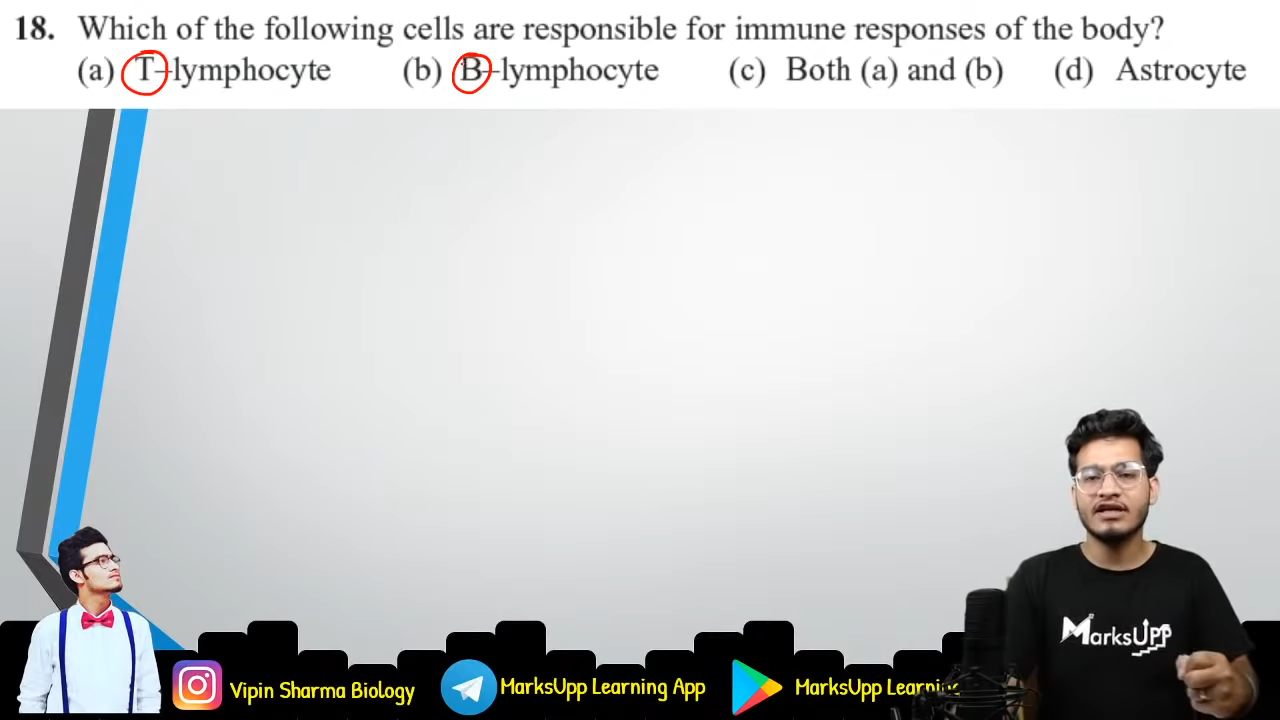 18. Which of the following cells are responsible for immune responses of the body?
(a) T–lymphocyte (b) B–lymphocyte (c) Both (a) and (b) (d) Astrocyte
MarksUpp
Vipin Sharma Biology MarksUpp Learning App MarksUpp Learning